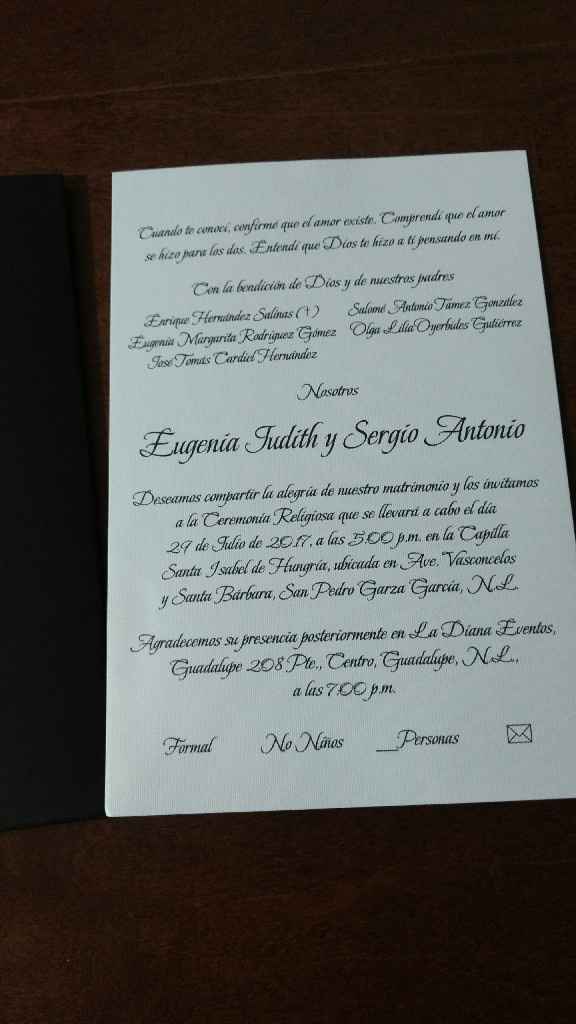 Cuando te conocí, confirmé que el amor existe. Comprendí que el amor
se hizo para los dos. Entendí que Dios te hizo a ti pensando en mí.
Con la bendición de Dios y de nuestros padres
Enrique Hernández Salinas (†) Salomé Antonio Támez González
Eugenia Margarita Rodríguez Gómez Olga Lilia Oyerbides Gutiérrez
José Tomás Cardiel Hernández
Nosotros
Eugenia Judith y Sergio Antonio
Deseamos compartir la alegría de nuestro matrimonio y los invitamos
a la Ceremonia Religiosa que se llevará a cabo el día
29 de Julio de 2017, a las 5:00 p.m. en la Capilla
Santa Isabel de Hungría, ubicada en Ave. Vasconcelos
y Santa Bárbara, San Pedro Garza García, N.L.
Agradecemos su presencia posteriormente en La Diana Eventos,
Guadalupe 208 Pte., Centro, Guadalupe, N.L.,
a las 7:00 p.m.
Formal No Niños ___Personas